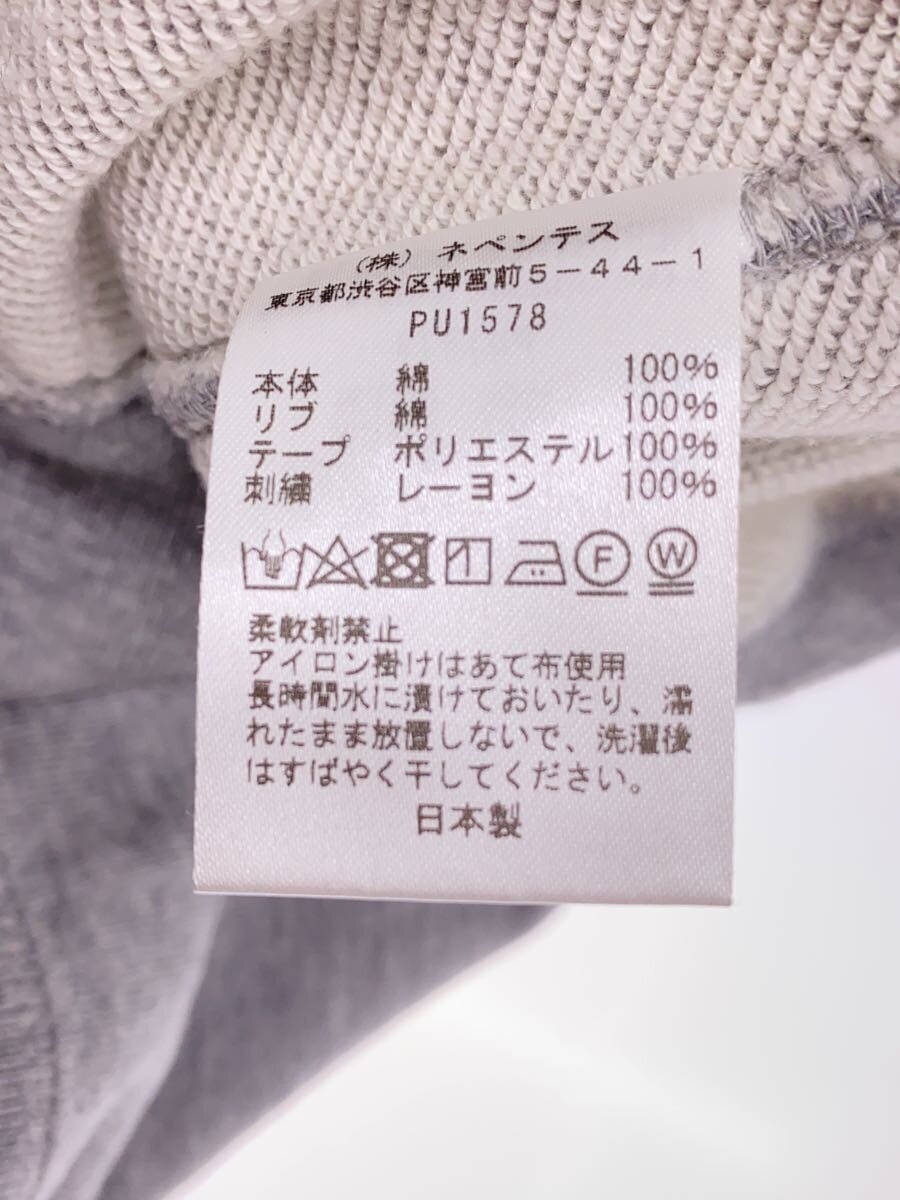 （株）ネペンテス
東京都渋谷区神宮前5-44-1
PU1578
本体 綿 100%
リブ 綿 100%
テープ ポリエステル 100%
刺繍 レーヨン 100%
1 F W
柔軟剤禁止
アイロン掛けはあて布使用
長時間水に漬けておいたり、濡
れたまま放置しないで、洗濯後
はすばやく干してください。
日本製